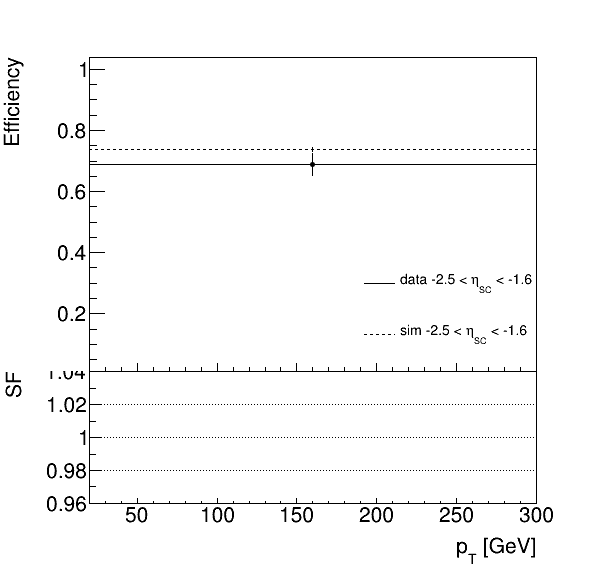 Efficiency
1
0.8
0.6
0.4
0.2
data -2.5 < η_SC < -1.6
sim -2.5 < η_SC < -1.6
SF
1.04
1.02
1
0.98
0.96
50 100 150 200 250 300
p_T [GeV]